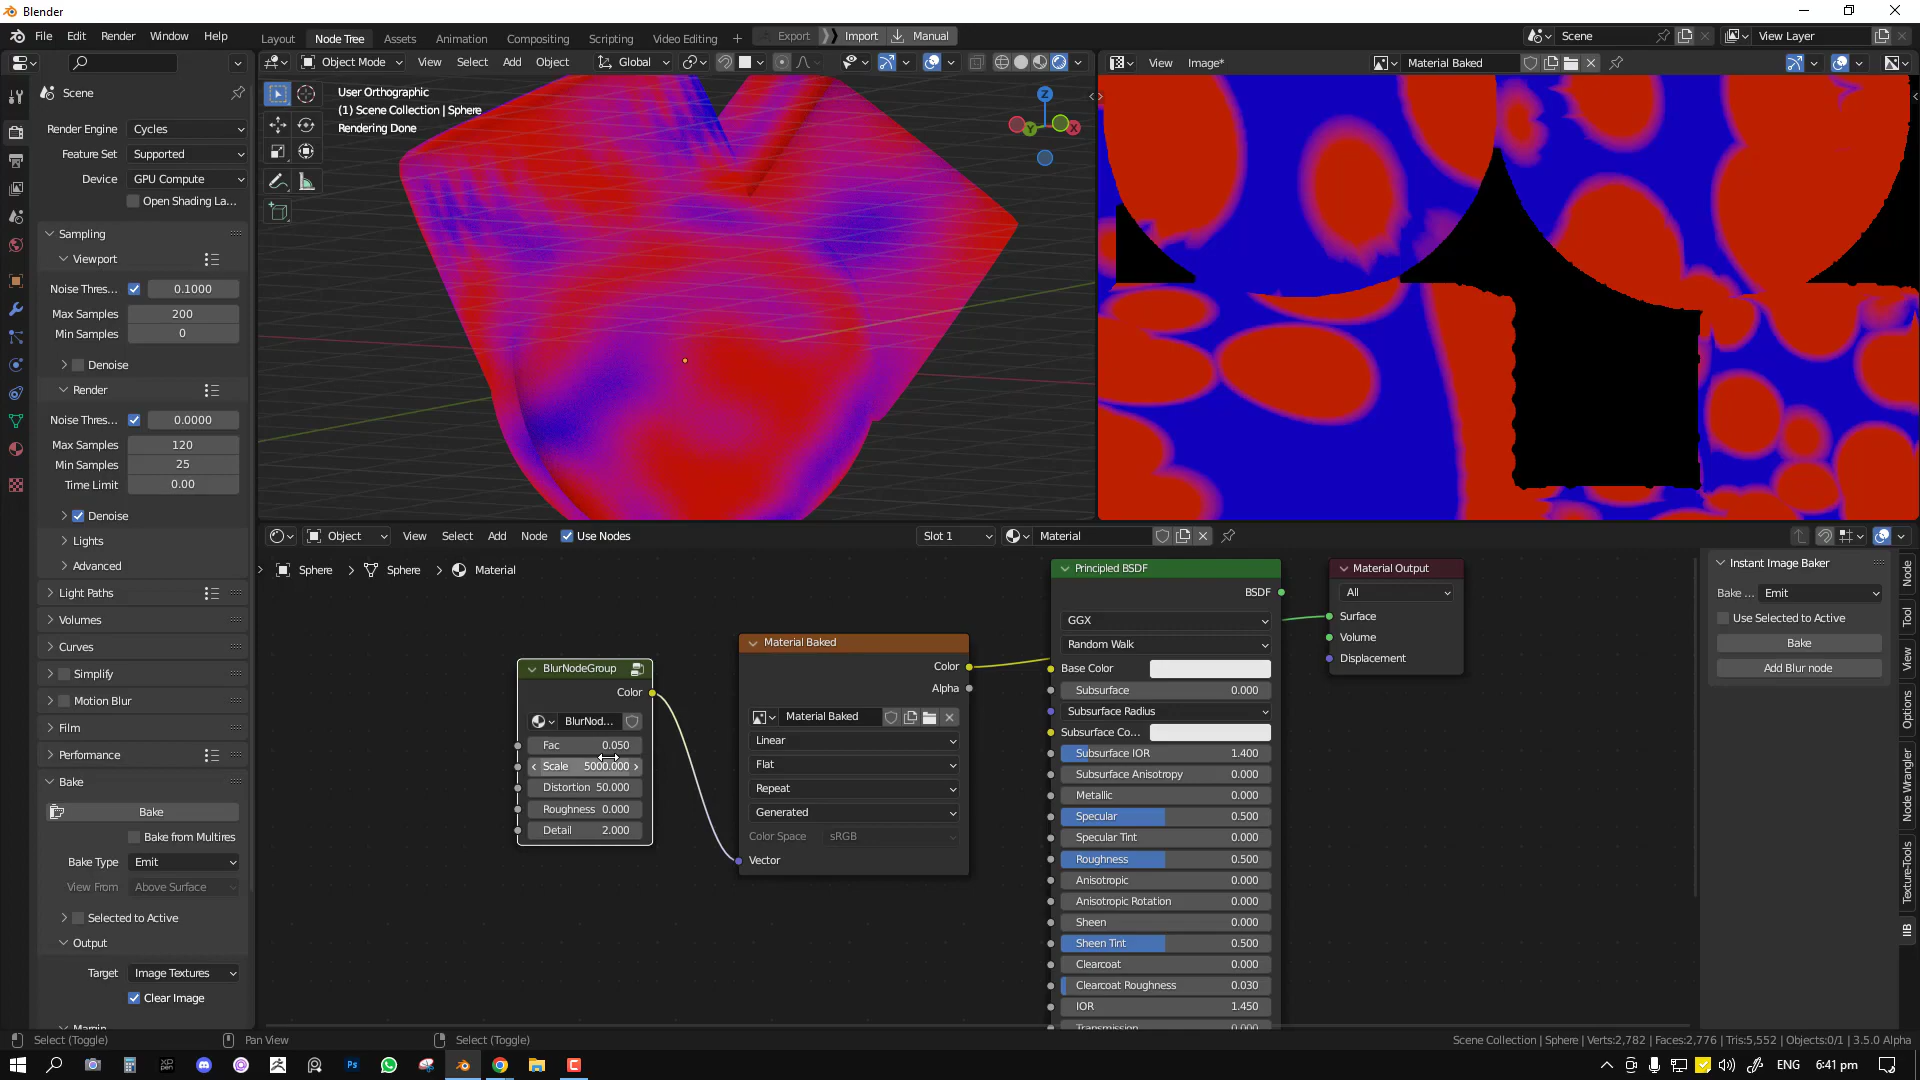 Blender
File Edit Render Window Help
Layout Node Tree Assets Animation Compositing Scripting Texture Paint Video Editing + Export Import Manual
Scene View Layer
Object Mode View Select Add Object Global
View Image* Material Baked
Scene
Render Engine Cycles
Feature Set Supported
Device GPU Compute
Open Shading La...
Sampling
Viewport
Noise Thres... 0.1000
Max Samples 200
Min Samples 0
Denoise
Render
Noise Thres... 0.0000
Max Samples 120
Min Samples 25
Time Limit 0.00
Denoise
Lights
Advanced
Light Paths
Volumes
Curves
Simplify
Motion Blur
Film
Performance
Bake
Bake
Bake from Multires
Bake Type Emit
View From Above Surface
Selected to Active
Output
Target Image Textures
Clear Image
Margin
User Orthographic
(1) Scene Collection | Sphere
Rendering Done
Z
Y
X
Object View Select Add Node Use Nodes Slot 1 Material
Sphere > Sphere > Material
BlurNodeGroup
Color
BlurNod...
Fac 0.050
Scale 5000.000
Distortion 50.000
Roughness 0.000
Detail 2.000
Material Baked
Color
Alpha
Material Baked
Linear
Flat
Repeat
Generated
Color Space sRGB
Vector
Principled BSDF
BSDF
GGX
Random Walk
Base Color
Subsurface 0.000
Subsurface Radius
Subsurface Co...
Subsurface IOR 1.400
Subsurface Anisotropy 0.000
Metallic 0.000
Specular 0.500
Specular Tint 0.000
Roughness 0.500
Anisotropic 0.000
Anisotropic Rotation 0.000
Sheen 0.000
Sheen Tint 0.500
Clearcoat 0.000
Clearcoat Roughness 0.030
IOR 1.450
Transmission 0.000
Material Output
All
Surface
Volume
Displacement
Instant Image Baker
Bake ... Emit
Use Selected to Active
Bake
Add Blur node
Node
Tool
View
Options
Node Wrangler
Texture-Tools
IIB
Select (Toggle) Pan View Select (Toggle)
Scene Collection | Sphere | Verts:2,782 | Faces:2,776 | Tris:5,552 | Objects:0/1 | 3.5.0 Alpha
ENG 6:41 pm